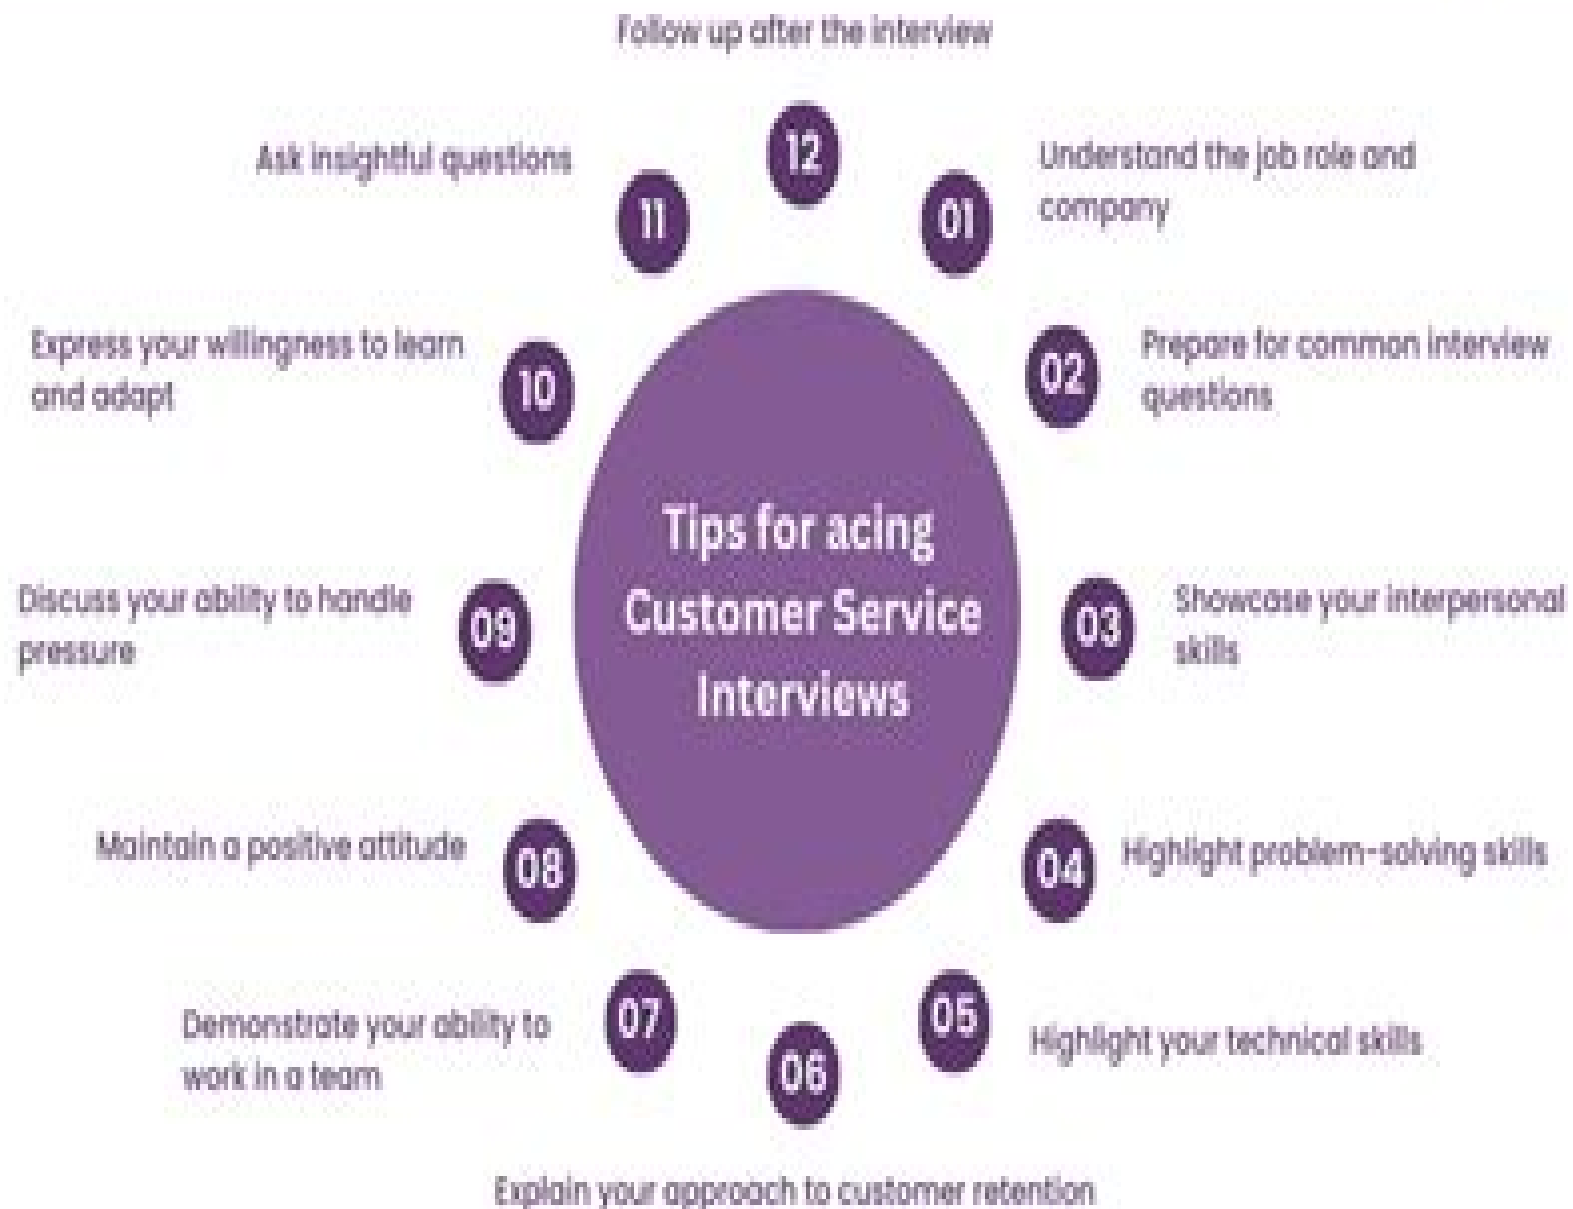 Follow up after the interview
12
Ask insightful questions
11
01
Understand the job role and
company
Express your willingness to learn
and adapt
10
02
Prepare for common interview
questions
Tips for acing
Customer Service
Interviews
Discuss your ability to handle
pressure
09
03
Showcase your interpersonal
skills
Maintain a positive attitude
08
04
Highlight problem-solving skills
Demonstrate your ability to
work in a team
07
05
Highlight your technical skills
06
Explain your approach to customer retention